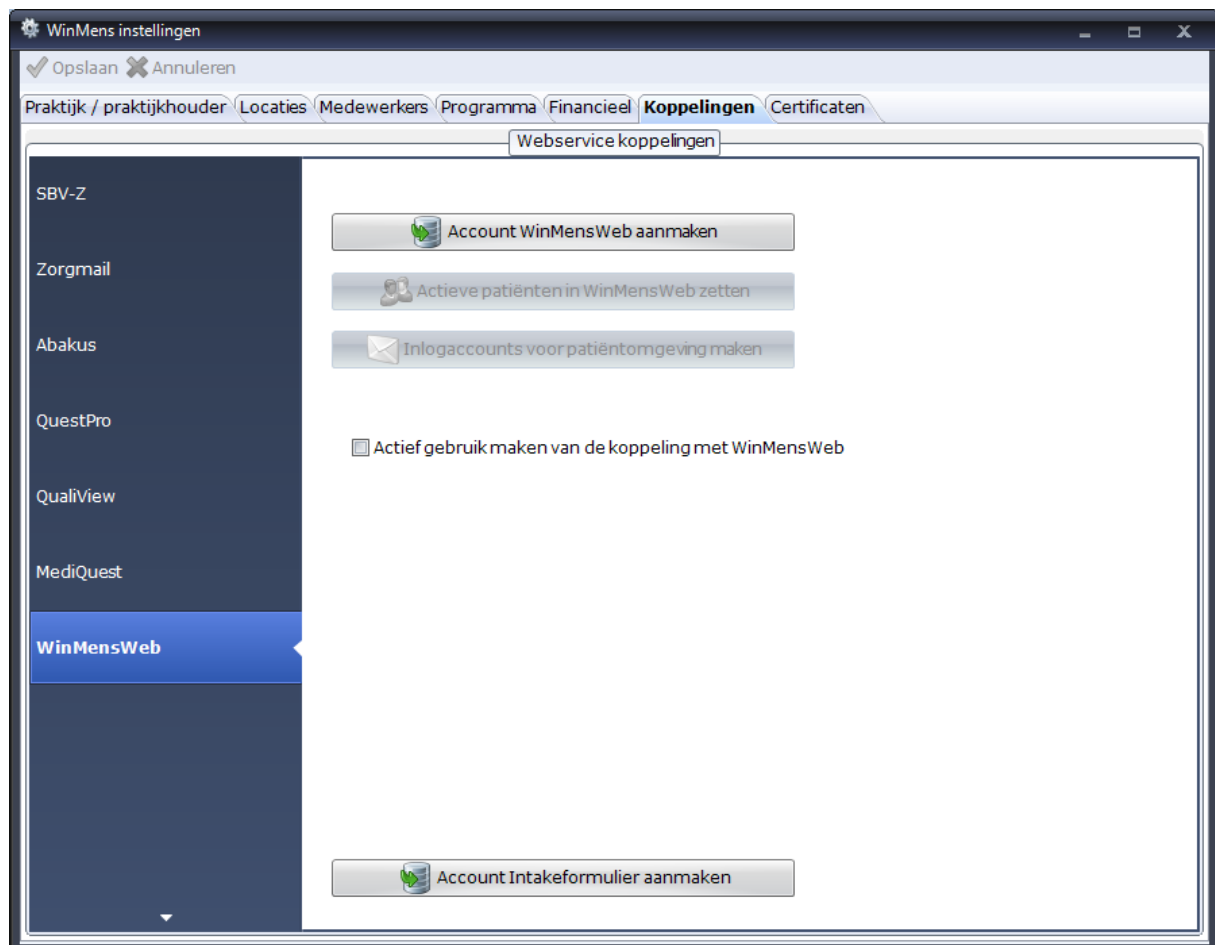 WinMens instellingen
Opslaan Annuleren
Praktijk / praktijkhouder Locaties Medewerkers Programma Financieel Koppelingen Certificaten
Webservice koppelingen
SBV-Z
Zorgmail
Abakus
QuestPro
QualiView
MediQuest
WinMensWeb
Account WinMensWeb aanmaken
Actieve patiënten in WinMensWeb zetten
Inlogaccounts voor patiëntomgeving maken
Actief gebruik maken van de koppeling met WinMensWeb
Account Intakeformulier aanmaken